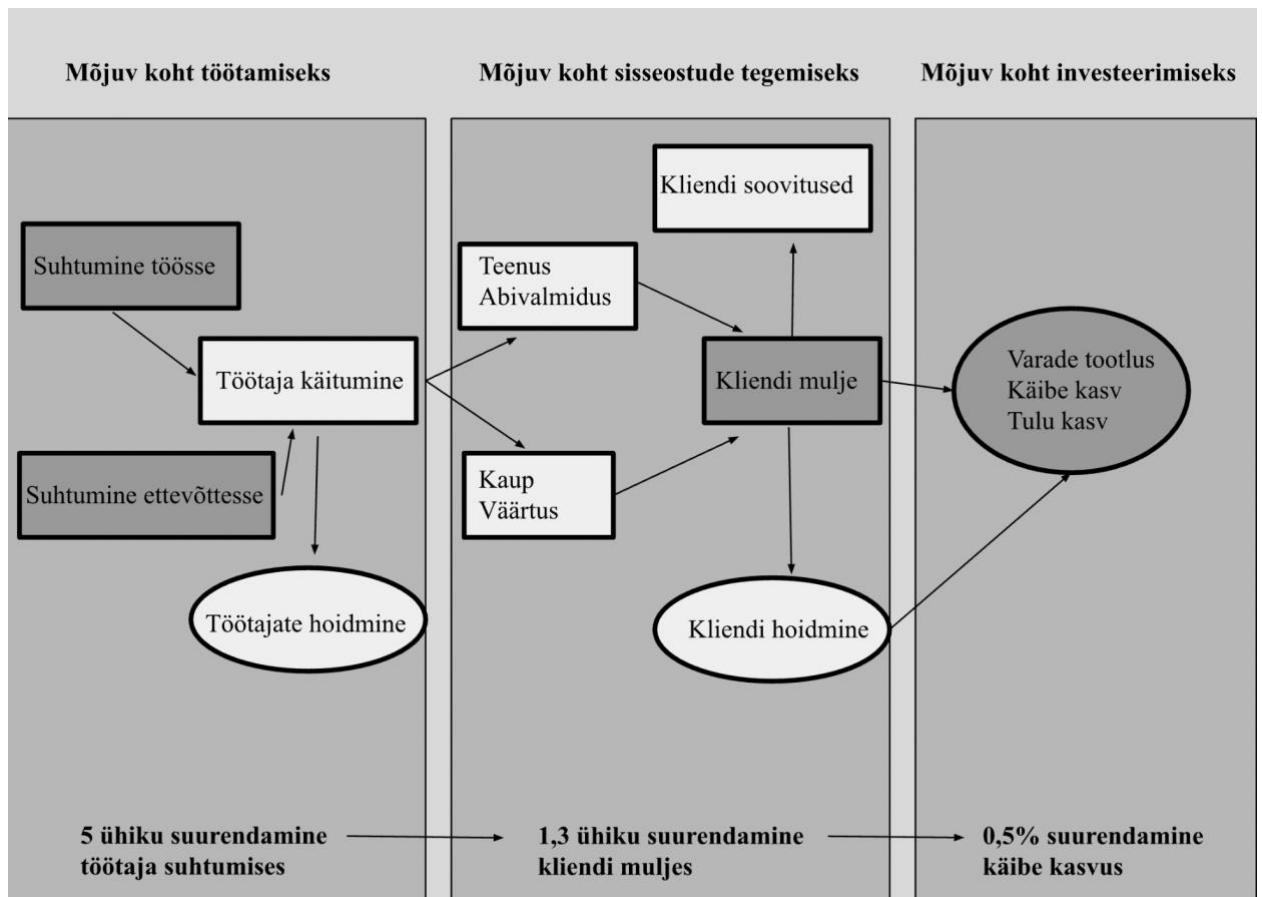 Mõjuv koht töötamiseks
Mõjuv koht sisseostude tegemiseks
Mõjuv koht investeerimiseks
Suhtumine töösse
Töötaja käitumine
Suhtumine ettevõttesse
Töötajate hoidmine
Kliendi soovitused
Teenus
Abivalmidus
Kliendi mulje
Kaup
Väärtus
Kliendi hoidmine
Varade tootlus
Käibe kasv
Tulu kasv
5 ühiku suurendamine
töötaja suhtumises
1,3 ühiku suurendamine
kliendi muljes
0,5% suurendamine
käibe kasvus